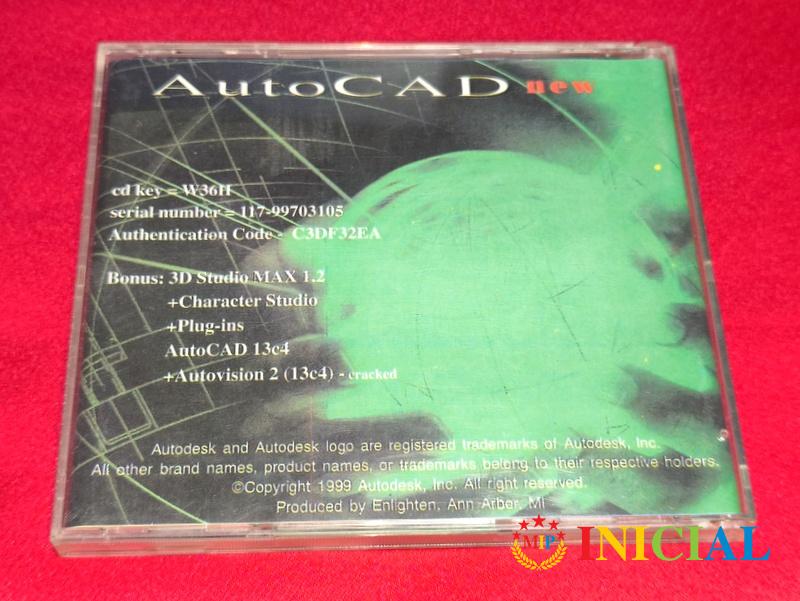 AutoCAD new
cd key = W36H
serial number = 117-99703105
Authentication Code - C3DF32EA
Bonus: 3D Studio MAX 1.2
+Character Studio
+Plug-ins
AutoCAD 13c4
+Autovision 2 (13c4) - cracked
Autodesk and Autodesk logo are registered trademarks of Autodesk, Inc.
All other brand names, product names, or trademarks belong to their respective holders.
©Copyright 1999 Autodesk, Inc. All right reserved.
Produced by Enlighten, Ann Arber, MI
MIP INICIAL